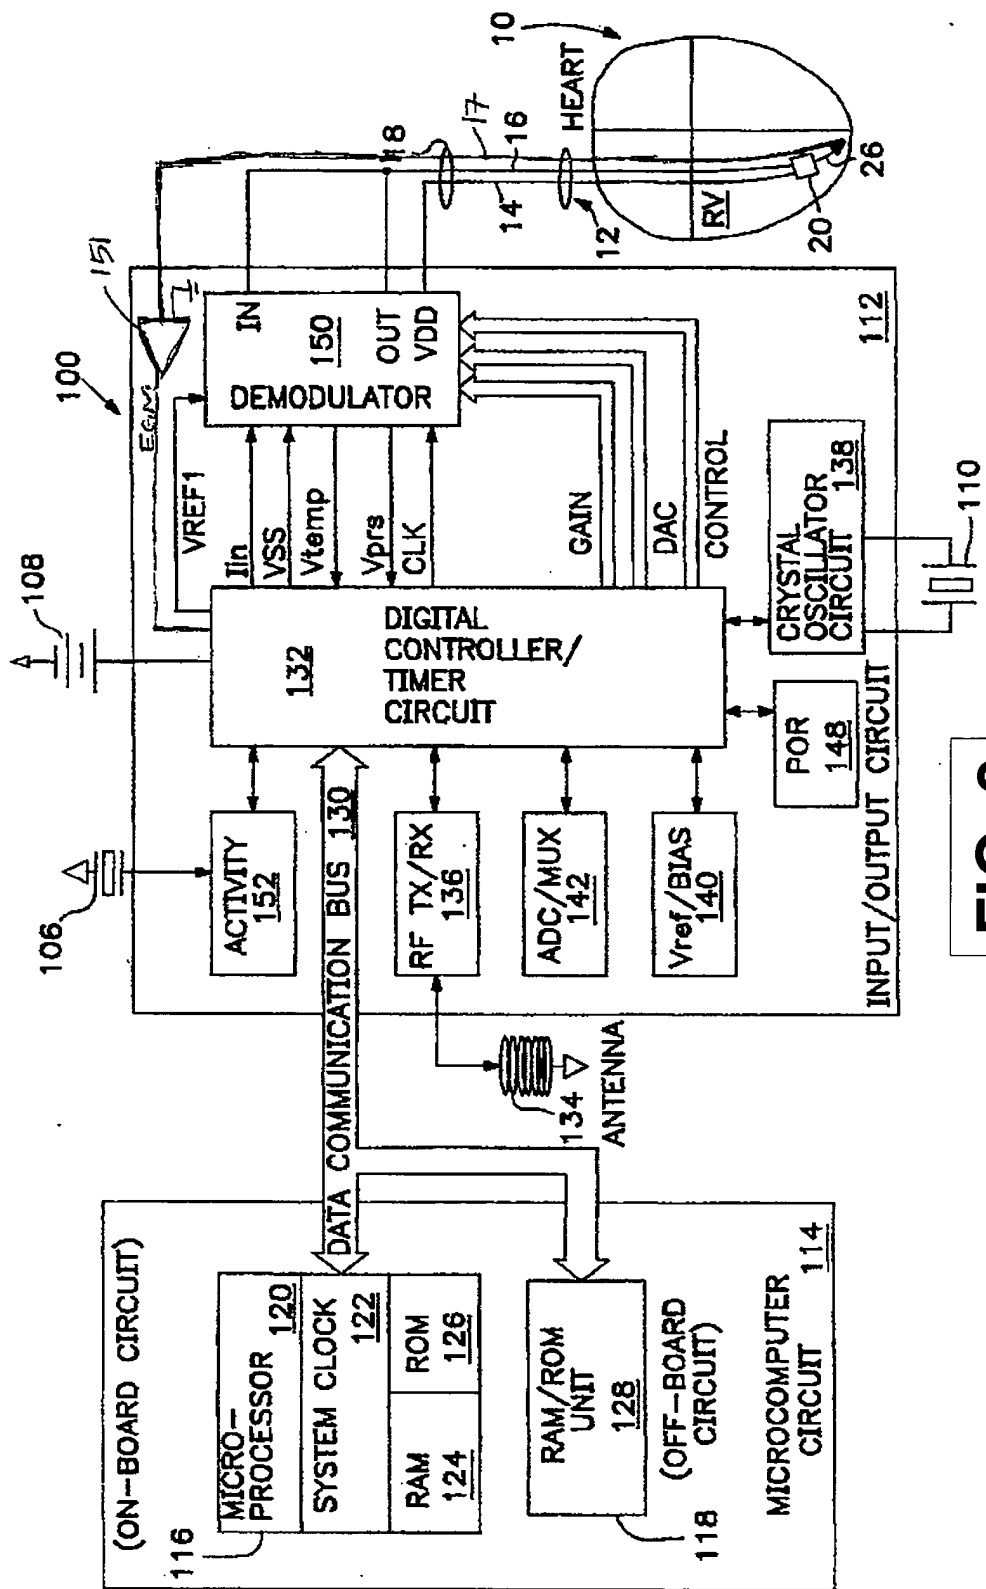 (ON-BOARD CIRCUIT)
116
MICRO-
PROCESSOR 120
SYSTEM CLOCK 122
RAM
124
ROM
126
RAM/ROM
UNIT
128
118
(OFF-BOARD
CIRCUIT)
MICROCOMPUTER
CIRCUIT 114
DATA COMMUNICATION BUS 130
134
ANTENNA
106
ACTIVITY
152
RF TX/RX
136
ADC/MUX
142
Vref/BIAS
140
INPUT/OUTPUT CIRCUIT
112
108
132
DIGITAL
CONTROLLER/
TIMER
CIRCUIT
POR
148
CRYSTAL
OSCILLATOR
CIRCUIT 138
110
100
EGM
151
VREF1
Iin
VSS
Vtemp
Vprs
CLK
GAIN
DAC
CONTROL
DEMODULATOR
150
IN
OUT
VDD
18
17
16
14
12
HEART
10
RV
20
26